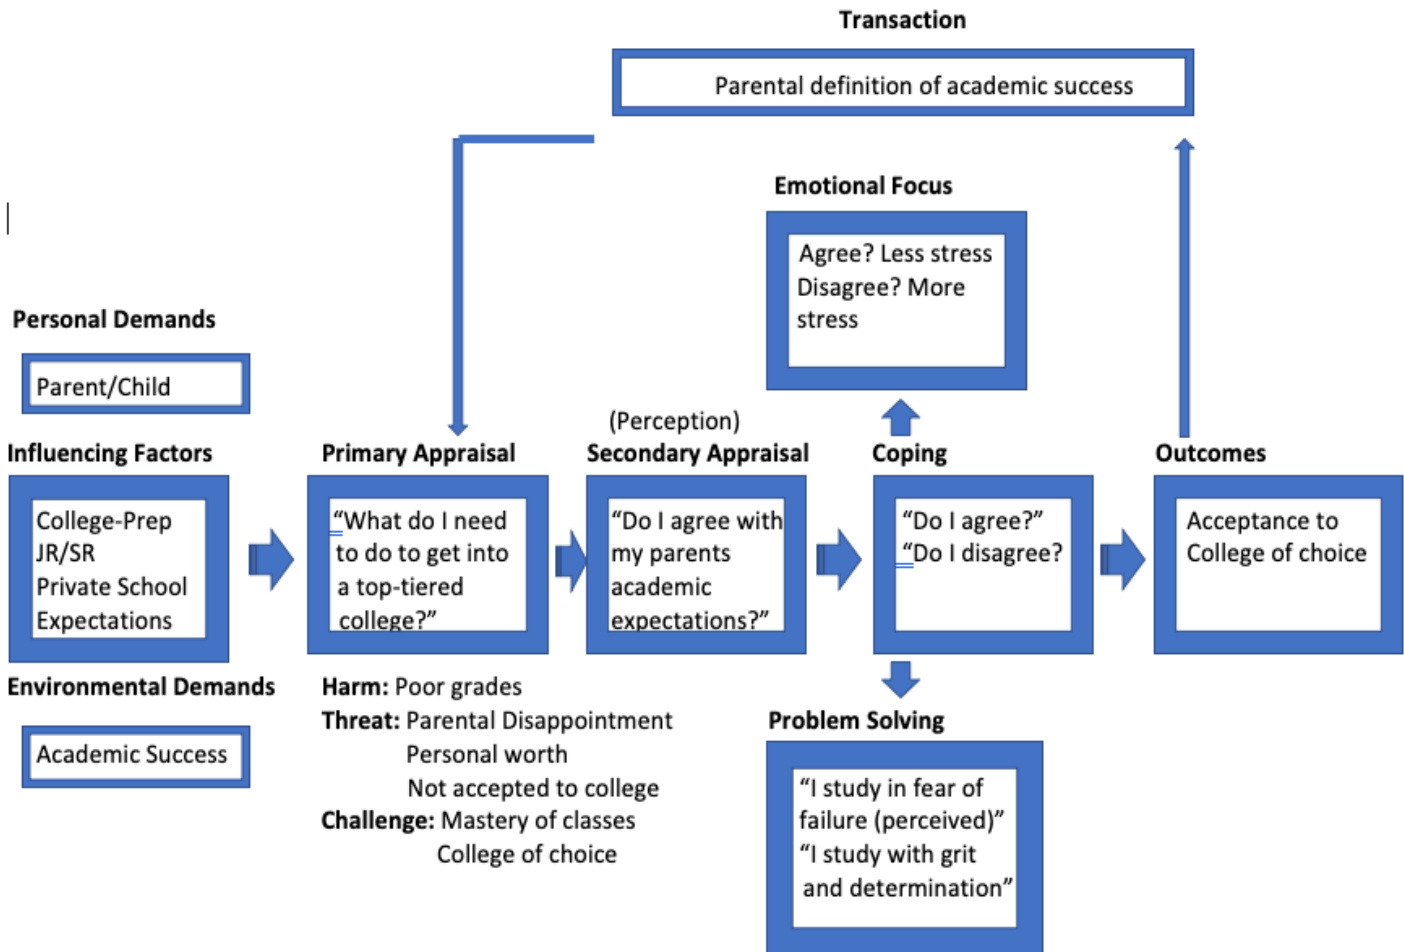 Transaction
Parental definition of academic success
Emotional Focus
Agree? Less stress
Disagree? More
stress
Personal Demands
Parent/Child
Influencing Factors
College-Prep
JR/SR
Private School
Expectations
Environmental Demands
Academic Success
Primary Appraisal
“What do I need
to do to get into
a top-tiered
college?”
Harm: Poor grades
Threat: Parental Disappointment
Personal worth
Not accepted to college
Challenge: Mastery of classes
College of choice
(Perception)
Secondary Appraisal
“Do I agree with
my parents
academic
expectations?”
Coping
“Do I agree?”
“Do I disagree?
Problem Solving
“I study in fear of
failure (perceived)”
“I study with grit
and determination”
Outcomes
Acceptance to
College of choice